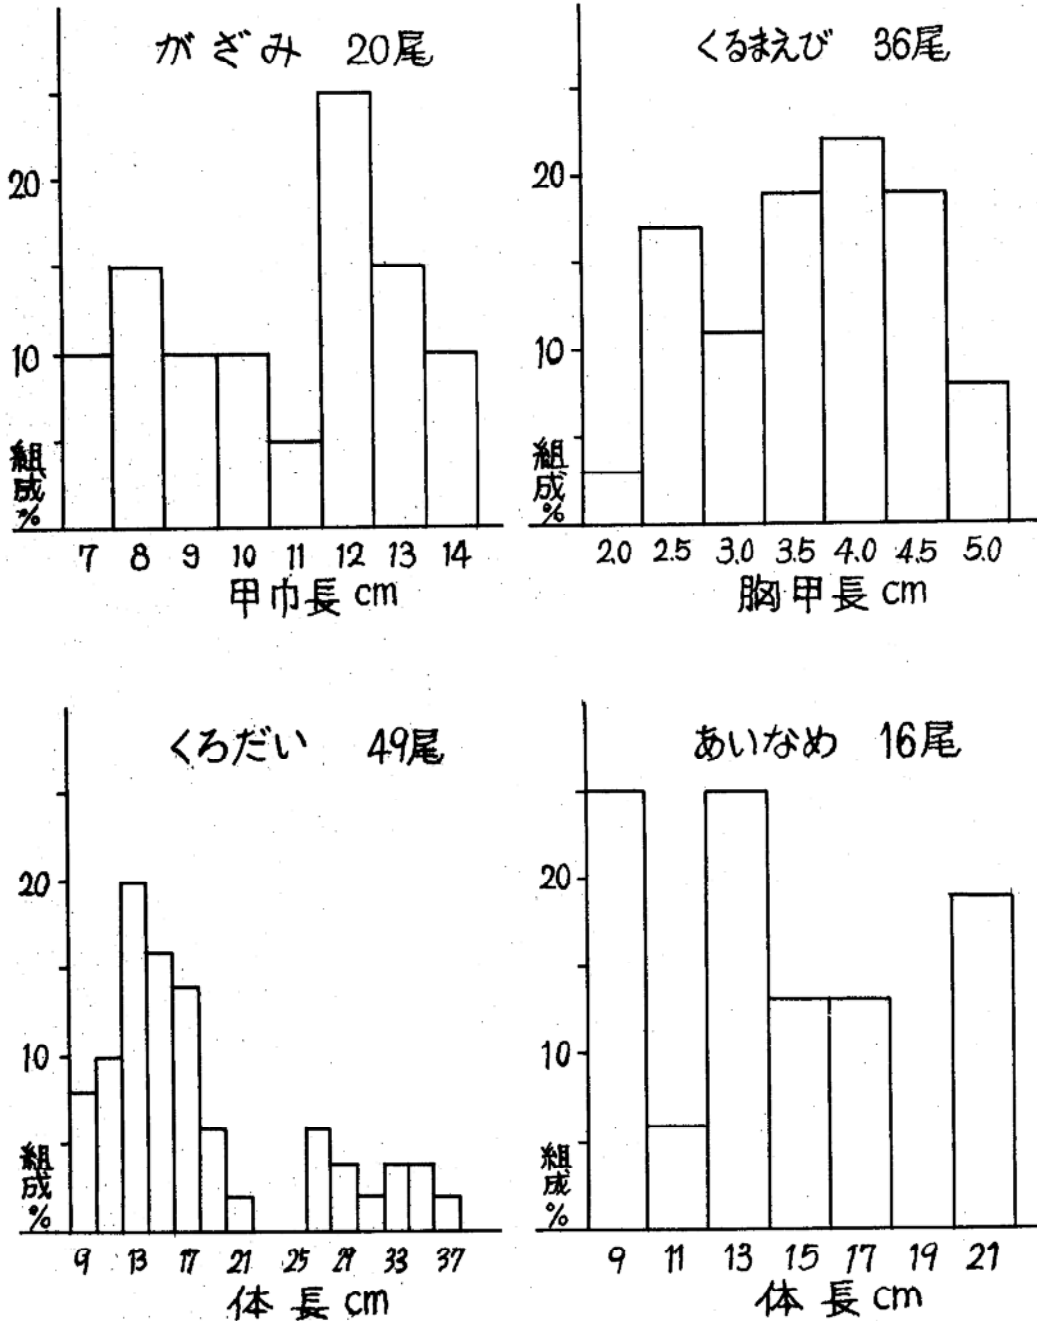 がざみ 20尾
20
10
組成%
7 8 9 10 11 12 13 14
甲巾長 cm
くるまえび 36尾
20
10
組成%
2.0 2.5 3.0 3.5 4.0 4.5 5.0
胸甲長 cm
くろだい 49尾
20
10
組成%
9 13 17 21 25 29 33 37
体長 cm
あいなめ 16尾
20
10
組成%
9 11 13 15 17 19 21
体長 cm